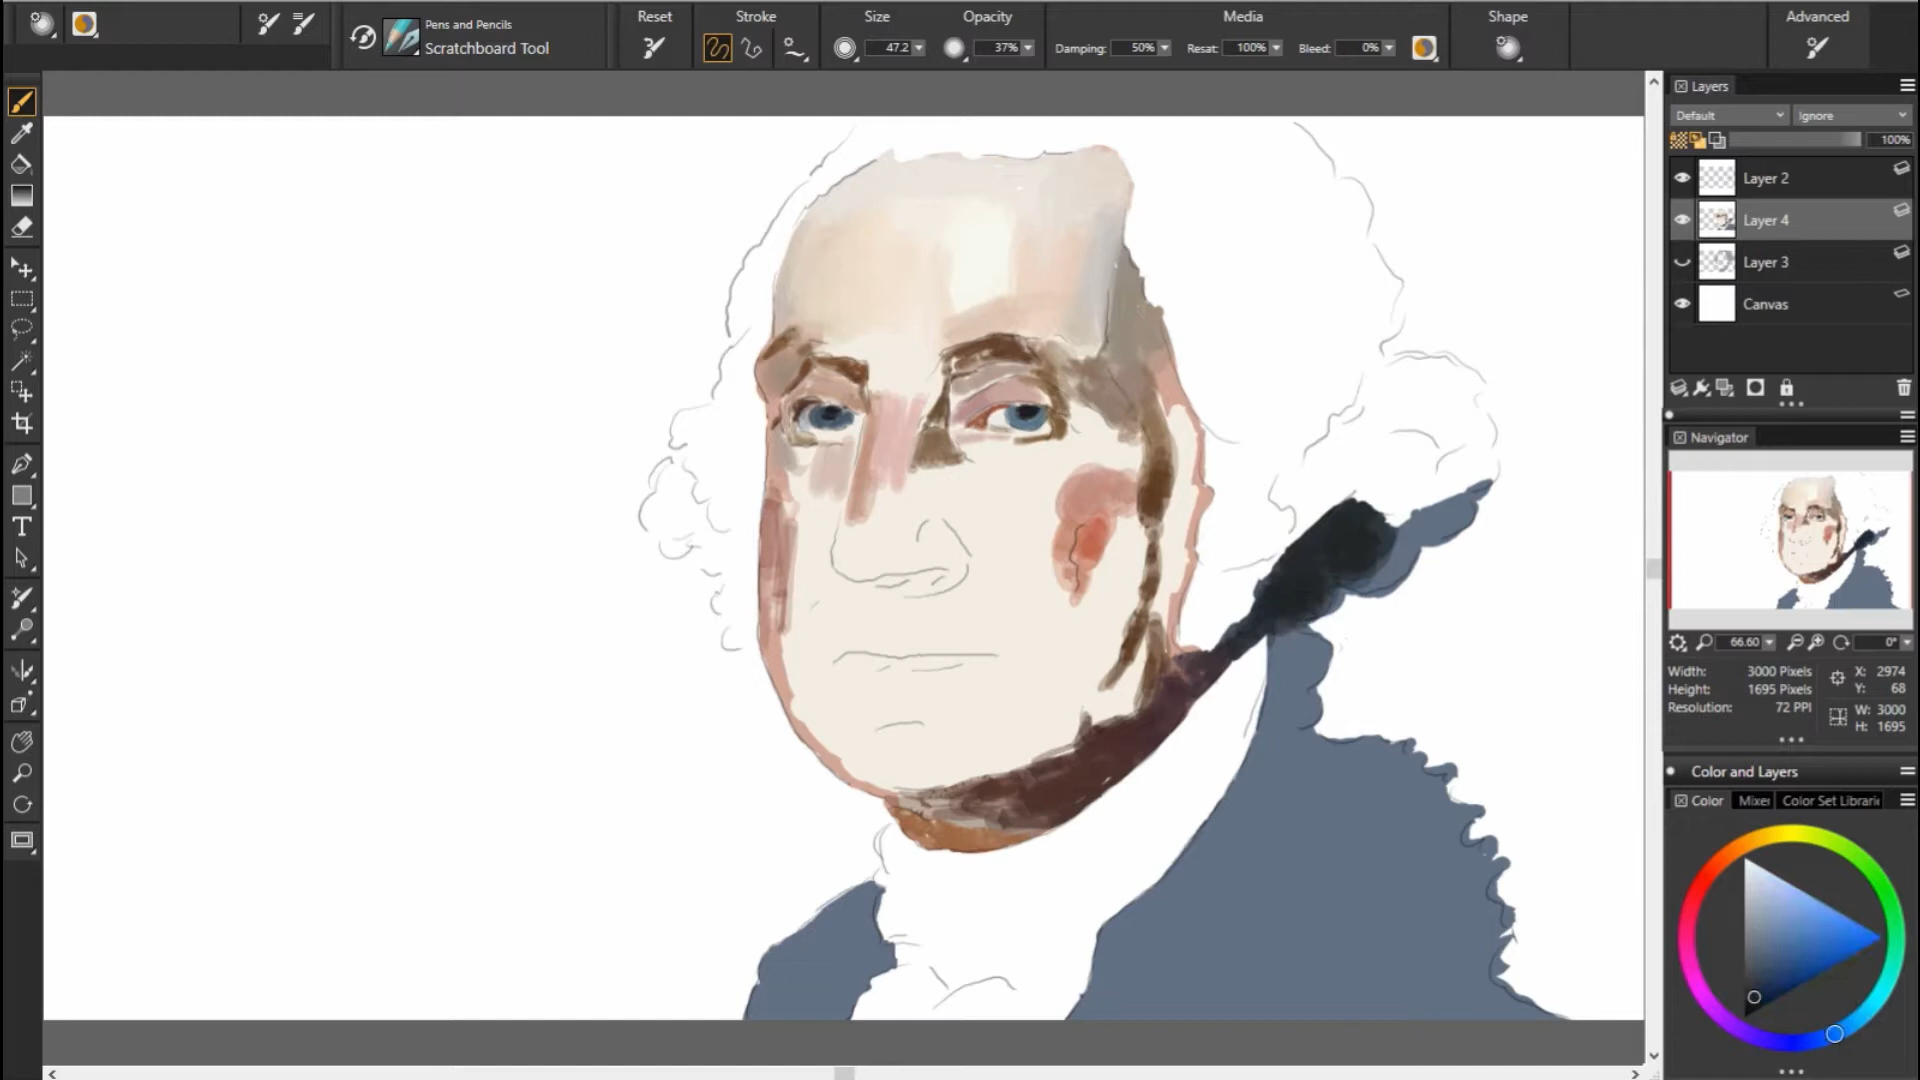 Pens and Pencils
Scratchboard Tool
Reset
Stroke
Size
47.2
Opacity
37%
Media
Damping: 50% Resat: 100% Bleed: 0%
Shape
Advanced
Layers
Default Ignore
100%
Layer 2
Layer 4
Layer 3
Canvas
Navigator
66.60 0°
Width: 3000 Pixels X: 2974
Height: 1695 Pixels Y: 68
Resolution: 72 PPI W: 3000
H: 1695
Color and Layers
Color Mixer Color Set Librari
T